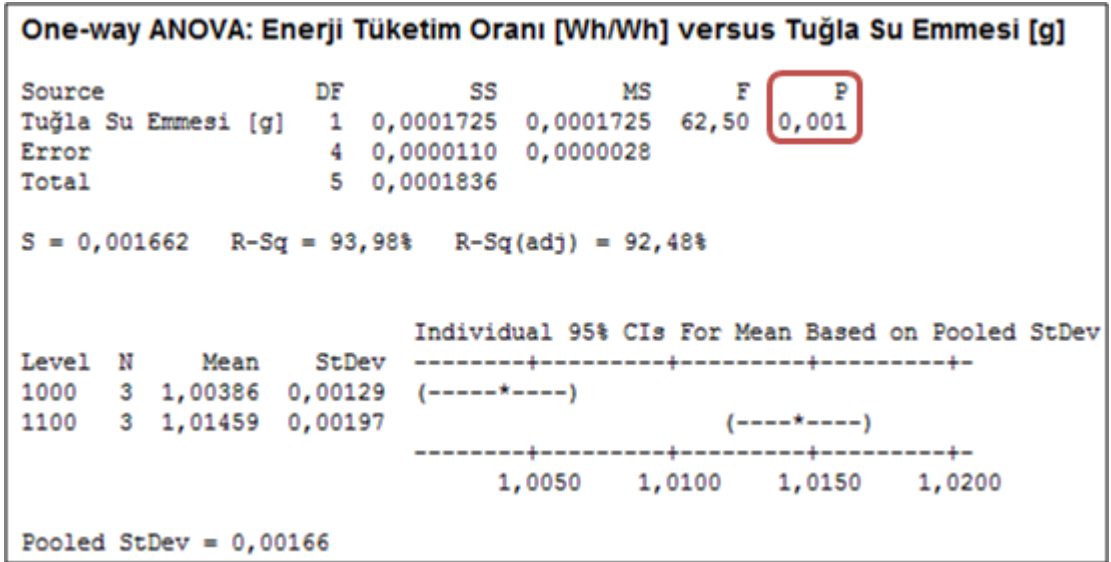 One-way ANOVA: Enerji Tüketim Oranı [Wh/Wh] versus Tuğla Su Emmesi [g]
Source DF SS MS F P
Tuğla Su Emmesi [g] 1 0,0001725 0,0001725 62,50 0,001
Error 4 0,0000110 0,0000028
Total 5 0,0001836
S = 0,001662 R-Sq = 93,98% R-Sq(adj) = 92,48%
Individual 95% CIs For Mean Based on Pooled StDev
Level N Mean StDev --------+---------+---------+---------+-
1000 3 1,00386 0,00129 (-----*----)
1100 3 1,01459 0,00197 (----*----)
--------+---------+---------+---------+-
1,0050 1,0100 1,0150 1,0200
Pooled StDev = 0,00166